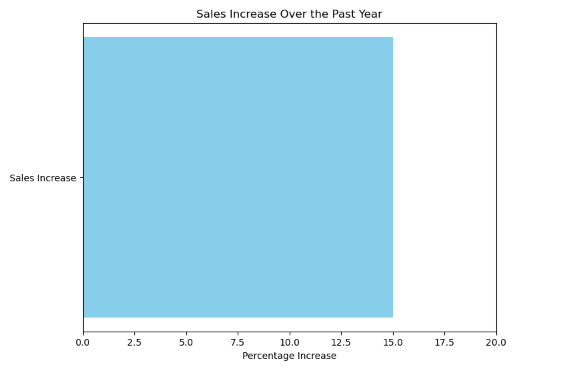 Sales Increase Over the Past Year
Sales Increase
0.0 2.5 5.0 7.5 10.0 12.5 15.0 17.5 20.0
Percentage Increase